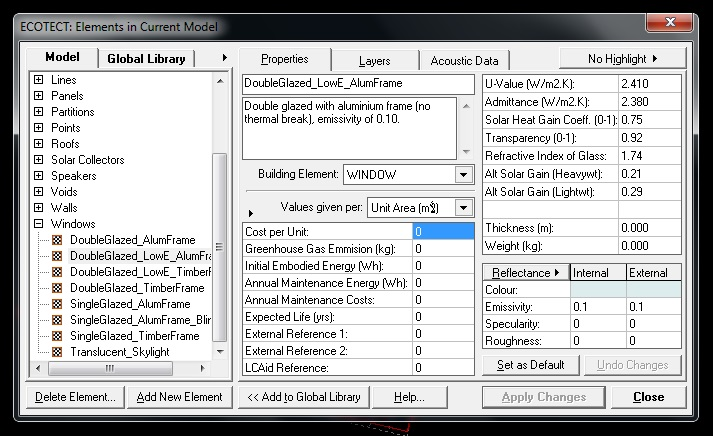 ECOTECT: Elements in Current Model
Model
Global Library
Lines
Panels
Partitions
Points
Roofs
Solar Collectors
Speakers
Voids
Walls
Windows
DoubleGlazed_AlumFrame
DoubleGlazed_LowE_AlumFra
DoubleGlazed_LowE_TimberF
DoubleGlazed_TimberFrame
SingleGlazed_AlumFrame
SingleGlazed_AlumFrame_Blin
SingleGlazed_TimberFrame
Translucent_Skylight
Delete Element...
Add New Element
Properties
Layers
Acoustic Data
No Highlight
DoubleGlazed_LowE_AlumFrame
Double glazed with aluminium frame (no
thermal break), emissivity of 0.10.
Building Element: WINDOW
Values given per: Unit Area (m²)
Cost per Unit: 0
Greenhouse Gas Emmision (kg): 0
Initial Embodied Energy (Wh): 0
Annual Maintenance Energy (Wh): 0
Annual Maintenance Costs: 0
Expected Life (yrs): 0
External Reference 1: 0
External Reference 2: 0
LCAid Reference: 0
U-Value (W/m2.K): 2.410
Admittance (W/m2.K): 2.380
Solar Heat Gain Coeff. (0-1): 0.75
Transparency (0-1): 0.92
Refractive Index of Glass: 1.74
Alt Solar Gain (Heavywt): 0.21
Alt Solar Gain (Lightwt): 0.29
Thickness (m): 0.000
Weight (kg): 0.000
Reflectance Internal External
Colour:
Emissivity: 0.1 0.1
Specularity: 0 0
Roughness: 0 0
Set as Default
Undo Changes
<< Add to Global Library
Help...
Apply Changes
Close